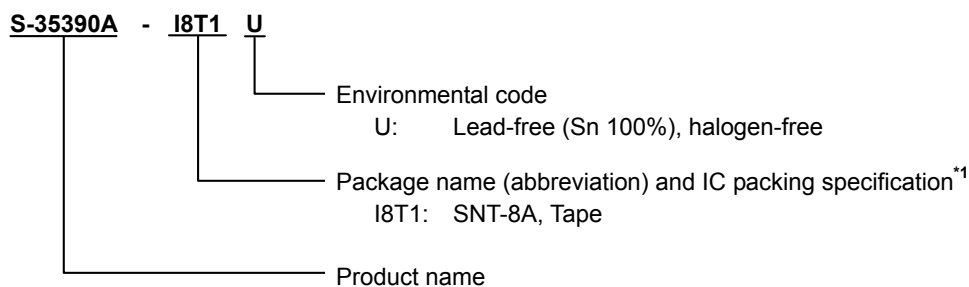 S-35390A - I8T1 U
Environmental code
U: Lead-free (Sn 100%), halogen-free
Package name (abbreviation) and IC packing specification*1
I8T1: SNT-8A, Tape
Product name